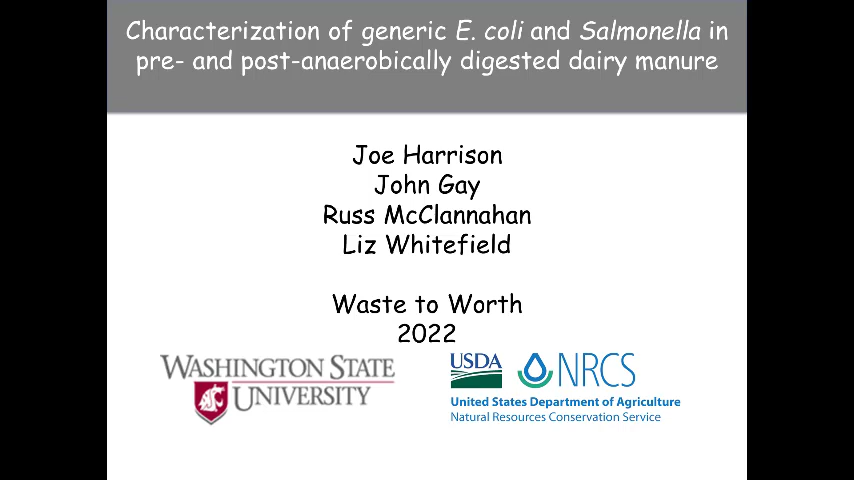 Characterization of generic E. coli and Salmonella in
pre- and post-anaerobically digested dairy manure
Joe Harrison
John Gay
Russ McClannahan
Liz Whitefield
Waste to Worth
2022
WASHINGTON STATE
UNIVERSITY
USDA
NRCS
United States Department of Agriculture
Natural Resources Conservation Service